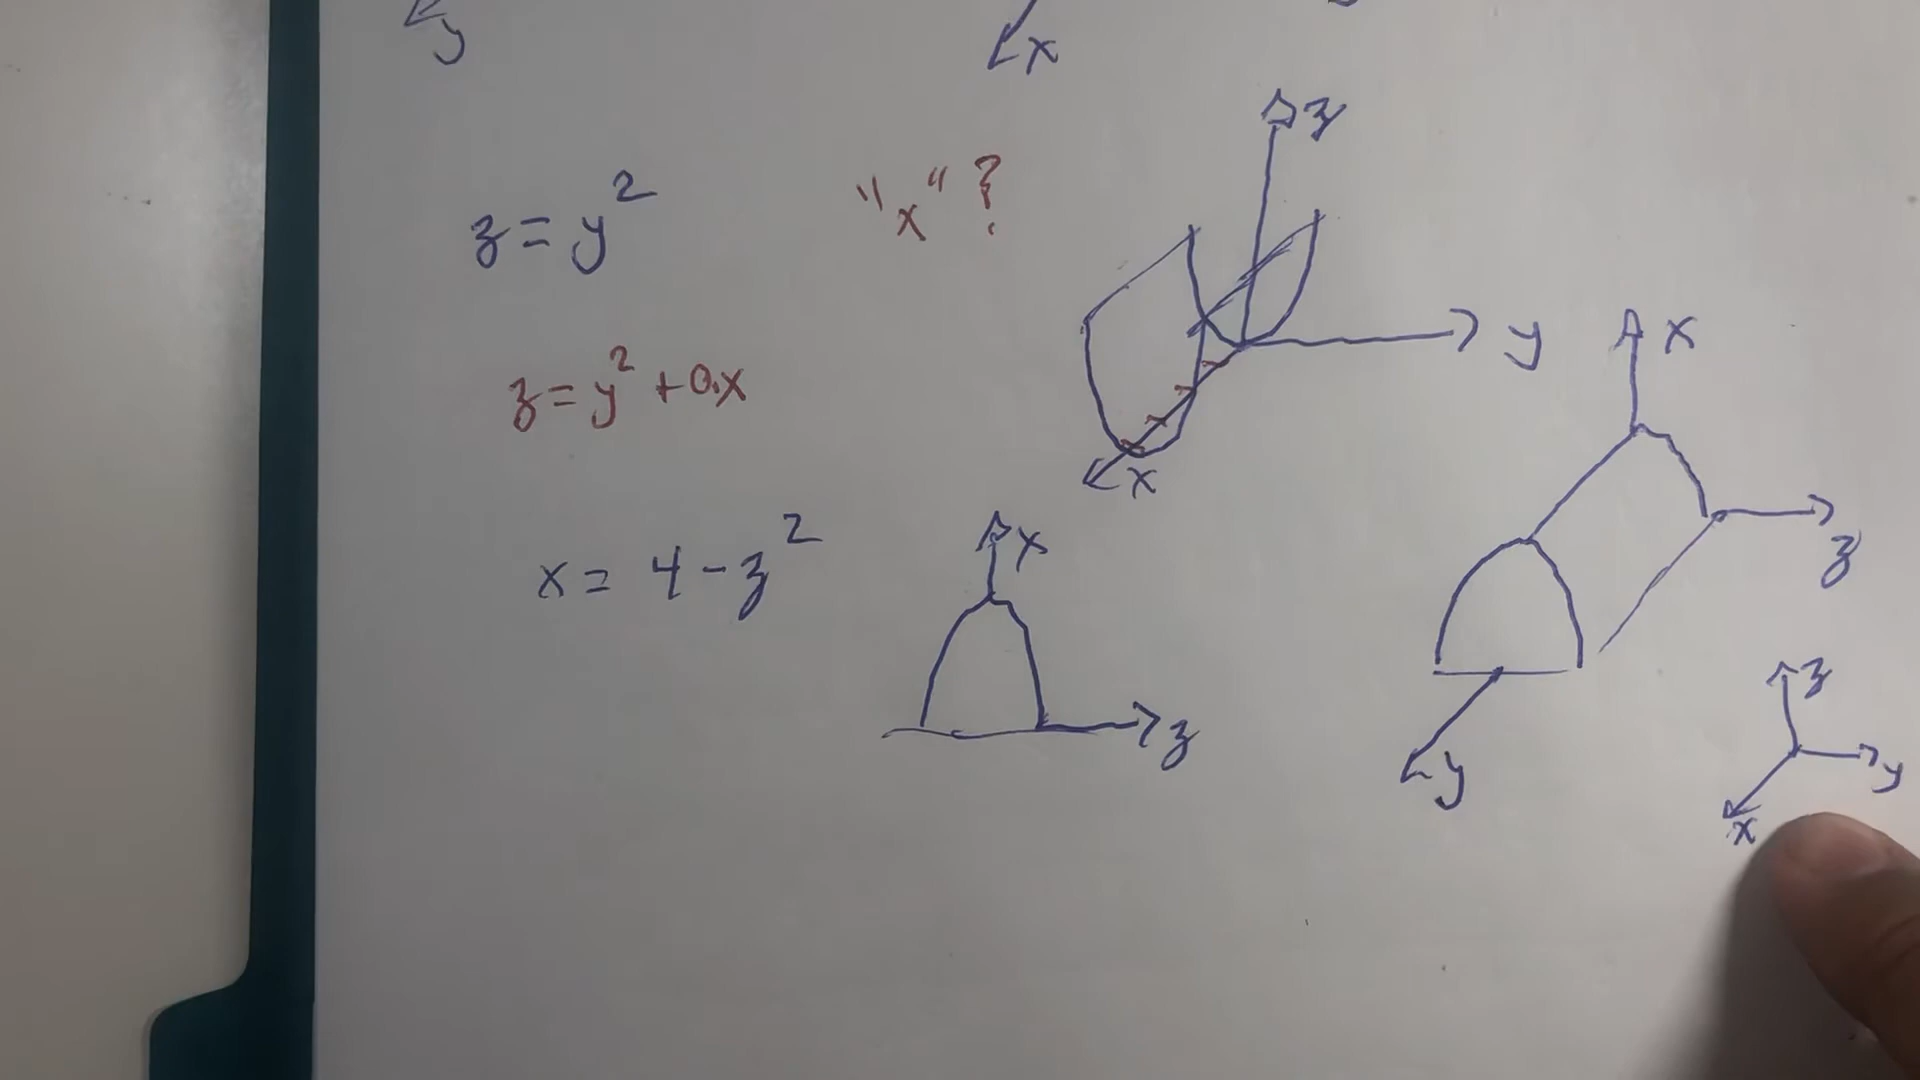 y
x
z
z = y²
"x" ?
y
x
z = y² + 0.x
x
z
x = 4 - z²
x
z
y
z
y
x